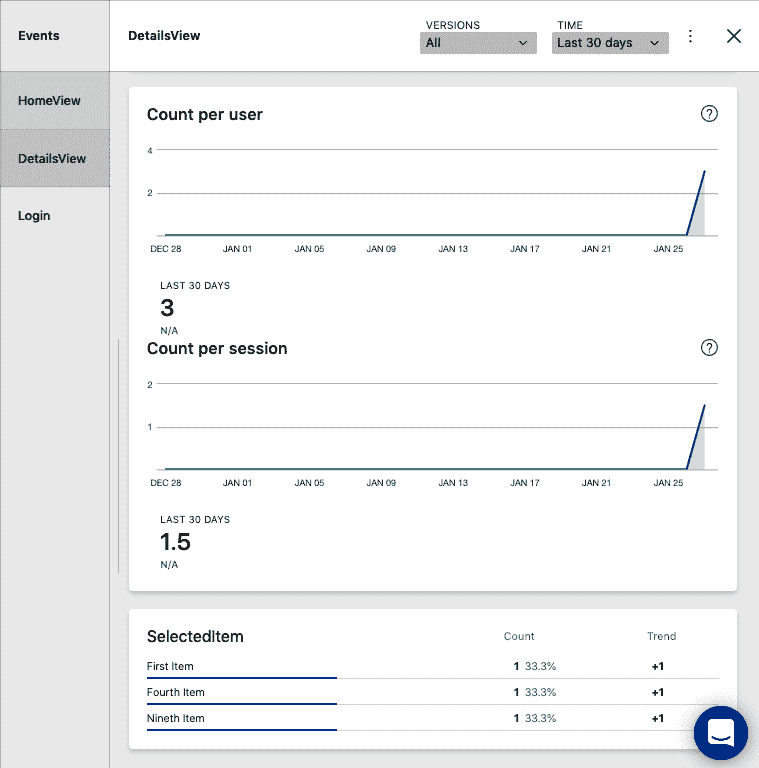 Events
DetailsView
VERSIONS
All
TIME
Last 30 days
HomeView
DetailsView
Login
Count per user
?
4
2
DEC 28 JAN 01 JAN 05 JAN 09 JAN 13 JAN 17 JAN 21 JAN 25
LAST 30 DAYS
3
N/A
Count per session
?
2
1
DEC 28 JAN 01 JAN 05 JAN 09 JAN 13 JAN 17 JAN 21 JAN 25
LAST 30 DAYS
1.5
N/A
SelectedItem Count Trend
First Item 1 33.3% +1
Fourth Item 1 33.3% +1
Nineth Item 1 33.3% +1